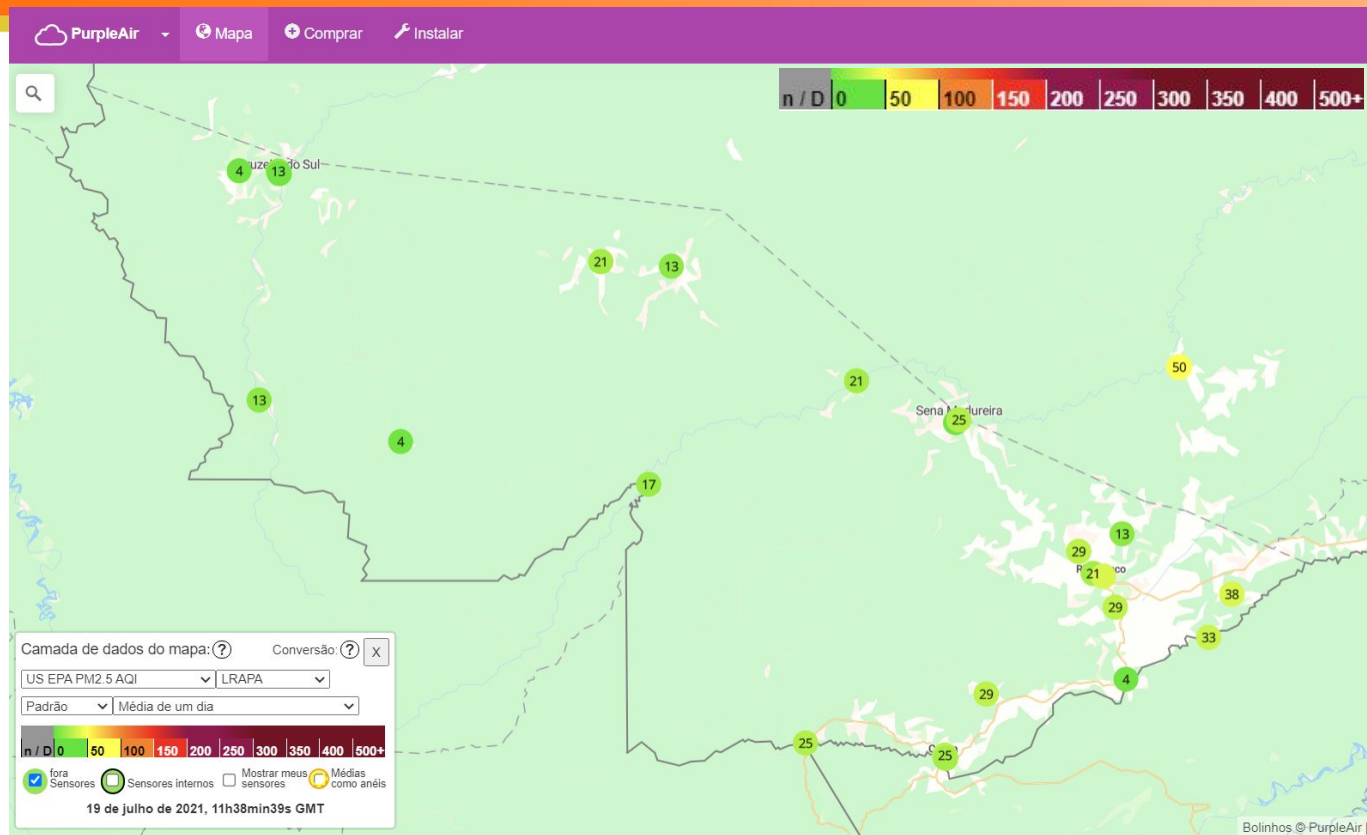 PurpleAir Mapa Comprar Instalar
n / D 0 50 100 150 200 250 300 350 400 500+
do Sul
4 13
21 13
50
21
13
Sena Madureira
25
4
17
13
29
21
38
29
33
4
29
25
25
Camada de dados do mapa: ? Conversão: ? X
US EPA PM2.5 AQI LRAPA
Padrão Média de um dia
n / D 0 50 100 150 200 250 300 350 400 500+
fora
Sensores
Sensores internos
Mostrar meus
sensores
Médias
como anéis
19 de julho de 2021, 11h38min39s GMT
Bolinhos © PurpleAir